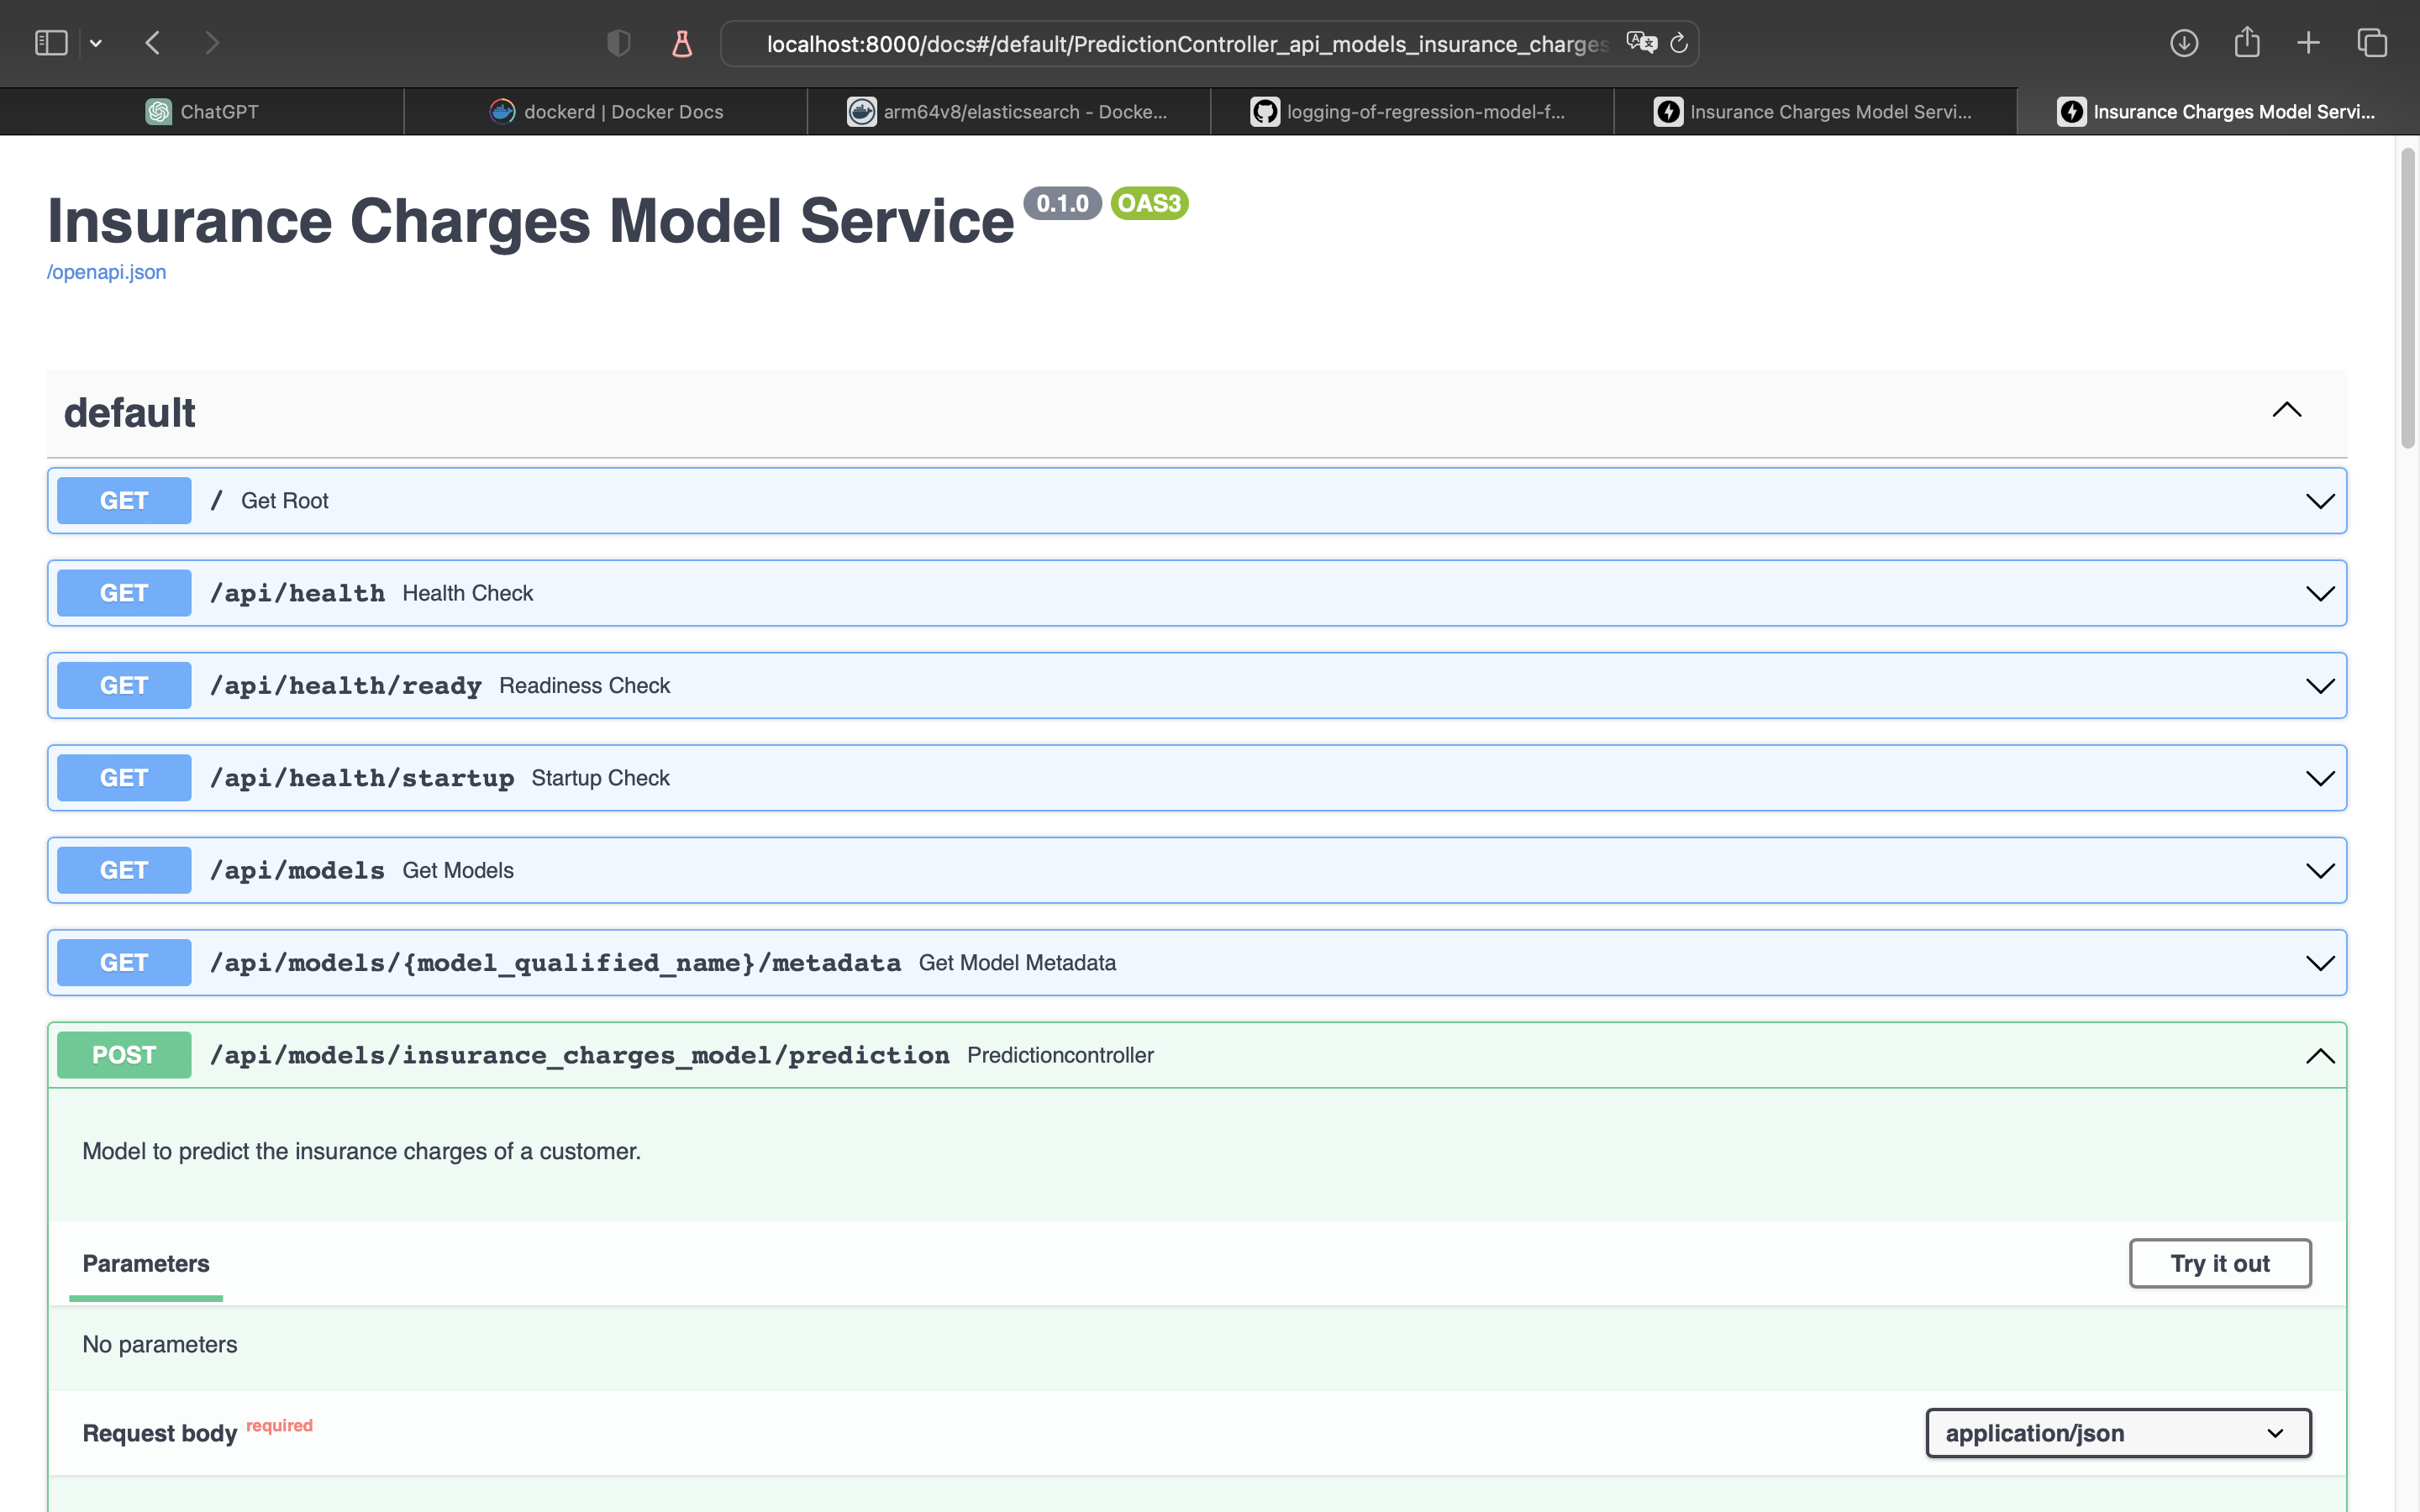 localhost:8000/docs#/default/PredictionController_api_models_insurance_charges
ChatGPT
dockerd | Docker Docs
arm64v8/elasticsearch - Docke...
logging-of-regression-model-f...
Insurance Charges Model Servi...
Insurance Charges Model Servi...
Insurance Charges Model Service 0.1.0 OAS3
/openapi.json
default
GET / Get Root
GET /api/health Health Check
GET /api/health/ready Readiness Check
GET /api/health/startup Startup Check
GET /api/models Get Models
GET /api/models/{model_qualified_name}/metadata Get Model Metadata
POST /api/models/insurance_charges_model/prediction Predictioncontroller
Model to predict the insurance charges of a customer.
Parameters
Try it out
No parameters
Request body required
application/json